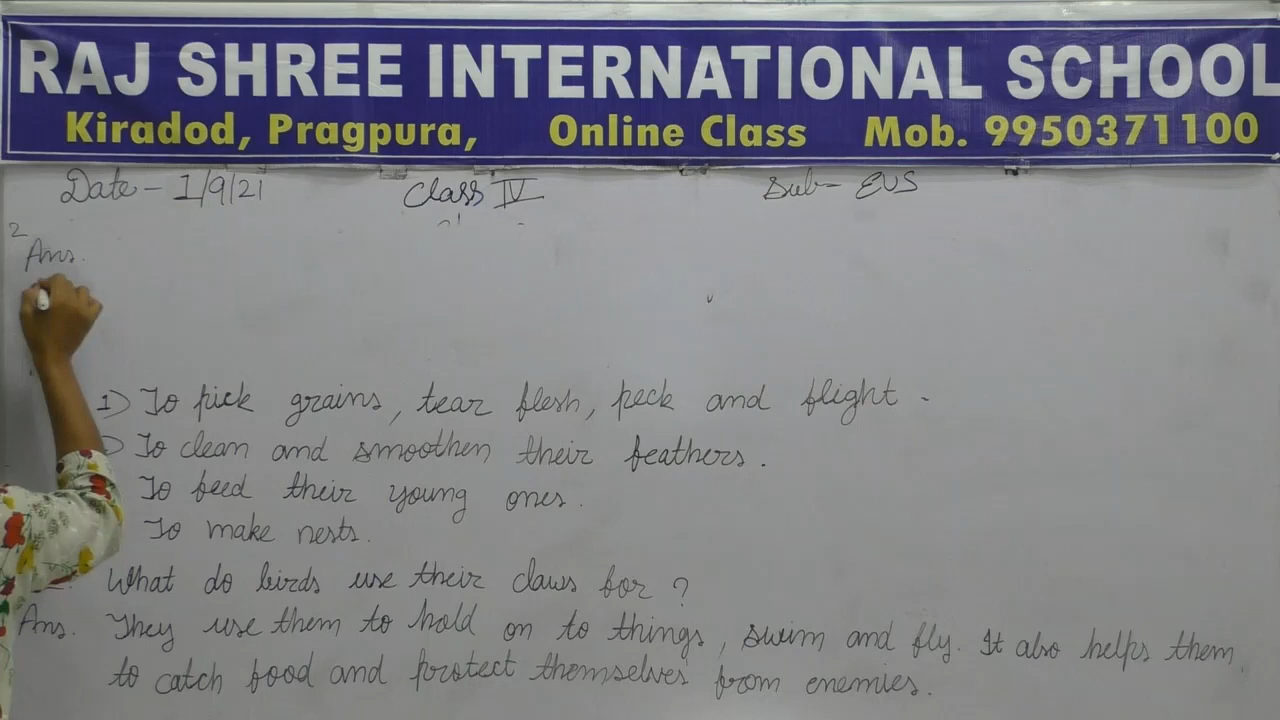 RAJ SHREE INTERNATIONAL SCHOOL
Kiradod, Pragpura, Online Class Mob. 9950371100
Date - 1/9/21 Class IV Sub- EVS
2
Ans.
1) To pick grains, tear flesh, peck and flight.
) To clean and smoothen their feathers.
To feed their young ones.
To make nests.
What do birds use their claws for?
Ans. They use them to hold on to things, swim and fly. It also helps them
to catch food and protect themselves from enemies.